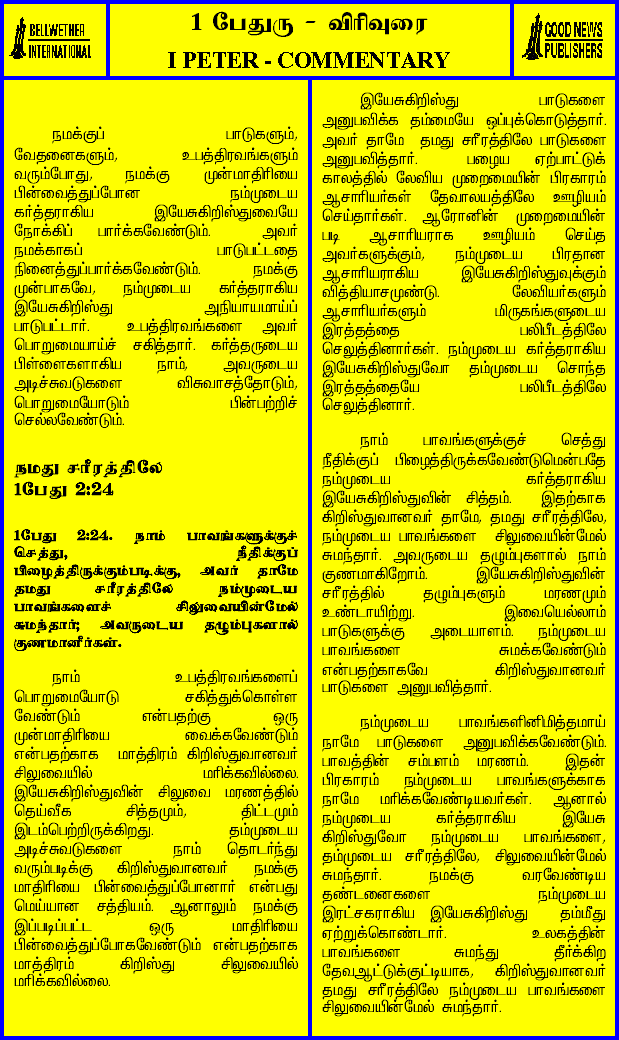 BELLWETHER
INTERNATIONAL
1 பேதுரு - விரிவுரை
I PETER - COMMENTARY
GOOD NEWS
PUBLISHERS
நமக்குப் பாடுகளும்,
வேதனைகளும், உபத்திரவங்களும்
வரும்போது, நமக்கு முன்மாதிரியை
பின்வைத்துப்போன நம்முடைய
கர்த்தராகிய இயேசுகிறிஸ்துவையே
நோக்கிப் பார்க்கவேண்டும். அவர்
நமக்காகப் பாடுபட்டதை
நினைத்துப்பார்க்கவேண்டும். நமக்கு
முன்பாகவே, நம்முடைய கர்த்தராகிய
இயேசுகிறிஸ்து அநியாயமாய்ப்
பாடுபட்டார். உபத்திரவங்களை அவர்
பொறுமையாய்ச் சகித்தார். கர்த்தருடைய
பிள்ளைகளாகிய நாம், அவருடைய
அடிச்சுவடுகளை விசுவாசத்தோடும்,
பொறுமையோடும் பின்பற்றிச்
செல்லவேண்டும்.
நமது சரீரத்திலே
1பேது 2:24
1பேது 2:24. நாம் பாவங்களுக்குச்
செத்து, நீதிக்குப்
பிழைத்திருக்கும்படிக்கு, அவர் தாமே
தமது சரீரத்திலே நம்முடைய
பாவங்களைச் சிலுவையின்மேல்
சுமந்தார்; அவருடைய தழும்புகளால்
குணமானீர்கள்.
நாம் உபத்திரவங்களைப்
பொறுமையோடு சகித்துக்கொள்ள
வேண்டும் என்பதற்கு ஒரு
முன்மாதிரியை வைக்கவேண்டும்
என்பதற்காக மாத்திரம் கிறிஸ்துவானவர்
சிலுவையில் மரிக்கவில்லை.
இயேசுகிறிஸ்துவின் சிலுவை மரணத்தில்
தெய்வீக சித்தமும், திட்டமும்
இடம்பெற்றிருக்கிறது. தம்முடைய
அடிச்சுவடுகளை நாம் தொடர்ந்து
வரும்படிக்கு கிறிஸ்துவானவர் நமக்கு
மாதிரியை பின்வைத்துப்போனார் என்பது
மெய்யான சத்தியம். ஆனாலும் நமக்கு
இப்படிப்பட்ட ஒரு மாதிரியை
பின்வைத்துப்போகவேண்டும் என்பதற்காக
மாத்திரம் கிறிஸ்து சிலுவையில்
மரிக்கவில்லை.
இயேசுகிறிஸ்து பாடுகளை
அனுபவிக்க தம்மையே ஒப்புக்கொடுத்தார்.
அவர் தாமே தமது சரீரத்திலே பாடுகளை
அனுபவித்தார். பழைய ஏற்பாட்டுக்
காலத்தில் லேவிய முறைமையின் பிரகாரம்
ஆசாரியர்கள் தேவாலயத்திலே ஊழியம்
செய்தார்கள். ஆரோனின் முறைமையின்
படி ஆசாரியராக ஊழியம் செய்த
அவர்களுக்கும், நம்முடைய பிரதான
ஆசாரியராகிய இயேசுகிறிஸ்துவுக்கும்
வித்தியாசமுண்டு. லேவியர்களும்
ஆசாரியர்களும் மிருகங்களுடைய
இரத்தத்தை பலிபீடத்திலே
செலுத்தினார்கள். நம்முடைய கர்த்தராகிய
இயேசுகிறிஸ்துவோ தம்முடைய சொந்த
இரத்தத்தையே பலிபீடத்திலே
செலுத்தினார்.
நாம் பாவங்களுக்குச் செத்து
நீதிக்குப் பிழைத்திருக்கவேண்டுமென்பதே
நம்முடைய கர்த்தராகிய
இயேசுகிறிஸ்துவின் சித்தம். இதற்காக
கிறிஸ்துவானவர் தாமே, தமது சரீரத்திலே,
நம்முடைய பாவங்களை சிலுவையின்மேல்
சுமந்தார். அவருடைய தழும்புகளால் நாம்
குணமாகிறோம். இயேசுகிறிஸ்துவின்
சரீரத்தில் தழும்புகளும் மரணமும்
உண்டாயிற்று. இவையெல்லாம்
பாடுகளுக்கு அடையாளம். நம்முடைய
பாவங்களை சுமக்கவேண்டும்
என்பதற்காகவே கிறிஸ்துவானவர்
பாடுகளை அனுபவித்தார்.
நம்முடைய பாவங்களினிமித்தமாய்
நாமே பாடுகளை அனுபவிக்கவேண்டும்.
பாவத்தின் சம்பளம் மரணம். இதன்
பிரகாரம் நம்முடைய பாவங்களுக்காக
நாமே மரிக்கவேண்டியவர்கள். ஆனால்
நம்முடைய கர்த்தராகிய இயேசு
கிறிஸ்துவோ நம்முடைய பாவங்களை,
தம்முடைய சரீரத்திலே, சிலுவையின்மேல்
சுமந்தார். நமக்கு வரவேண்டிய
தண்டனைகளை நம்முடைய
இரட்சகராகிய இயேசுகிறிஸ்து தம்மீது
ஏற்றுக்கொண்டார். உலகத்தின்
பாவங்களை சுமந்து தீர்க்கிற
தேவஆட்டுக்குட்டியாக, கிறிஸ்துவானவர்
தமது சரீரத்திலே நம்முடைய பாவங்களை
சிலுவையின்மேல் சுமந்தார்.